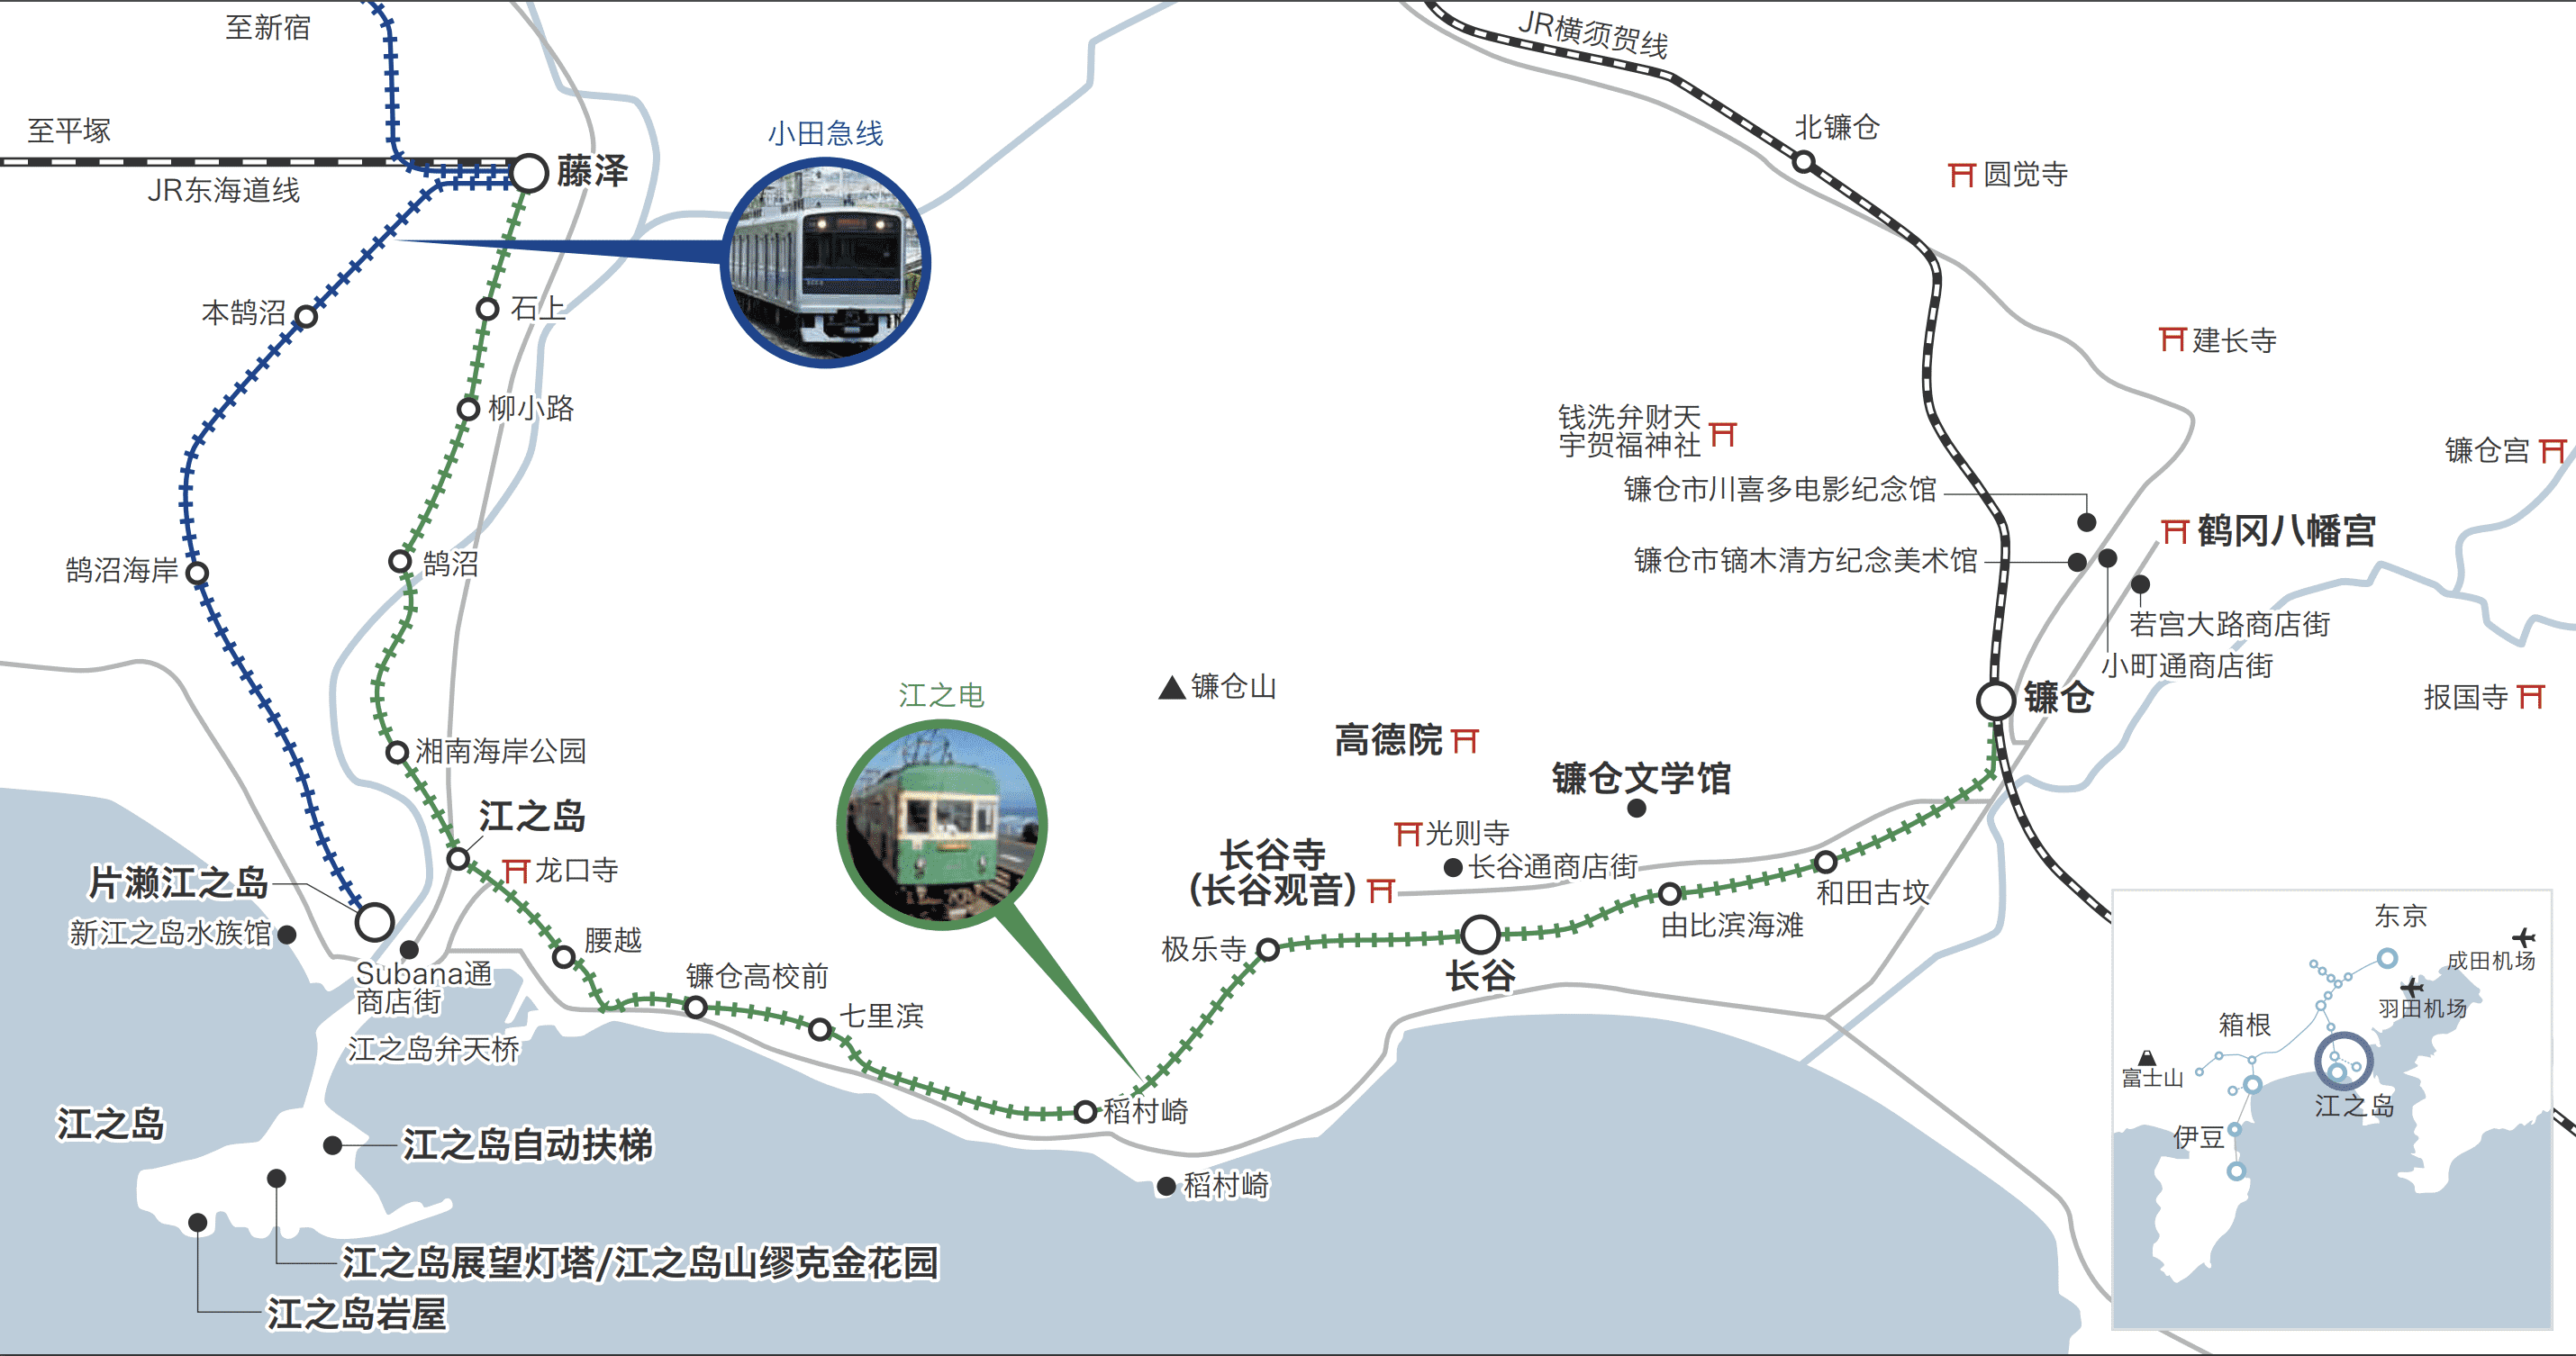 至新宿
JR横须贺线
至平塚
小田急线
北镰仓
JR东海道线
藤泽
圆觉寺
本鹄沼
石上
建长寺
柳小路
钱洗弁财天
宇贺福神社
镰仓宫
镰仓市川喜多电影纪念馆
鹤冈八幡宫
鹄沼海岸
鹄沼
镰仓市镝木清方纪念美术馆
若宫大路商店街
小町通商店街
江之电
镰仓山
镰仓
报国寺
湘南海岸公园
高德院
镰仓文学馆
江之岛
光则寺
长谷寺
(长谷观音)
长谷通商店街
片濑江之岛
龙口寺
和田古坟
新江之岛水族馆
腰越
极乐寺
由比滨海滩
Subana通
商店街
镰仓高校前
长谷
七里滨
江之岛弁天桥
东京
成田机场
羽田机场
箱根
富士山
江之岛
伊豆
江之岛
稻村崎
江之岛自动扶梯
稻村崎
江之岛展望灯塔/江之岛山缪克金花园
江之岛岩屋